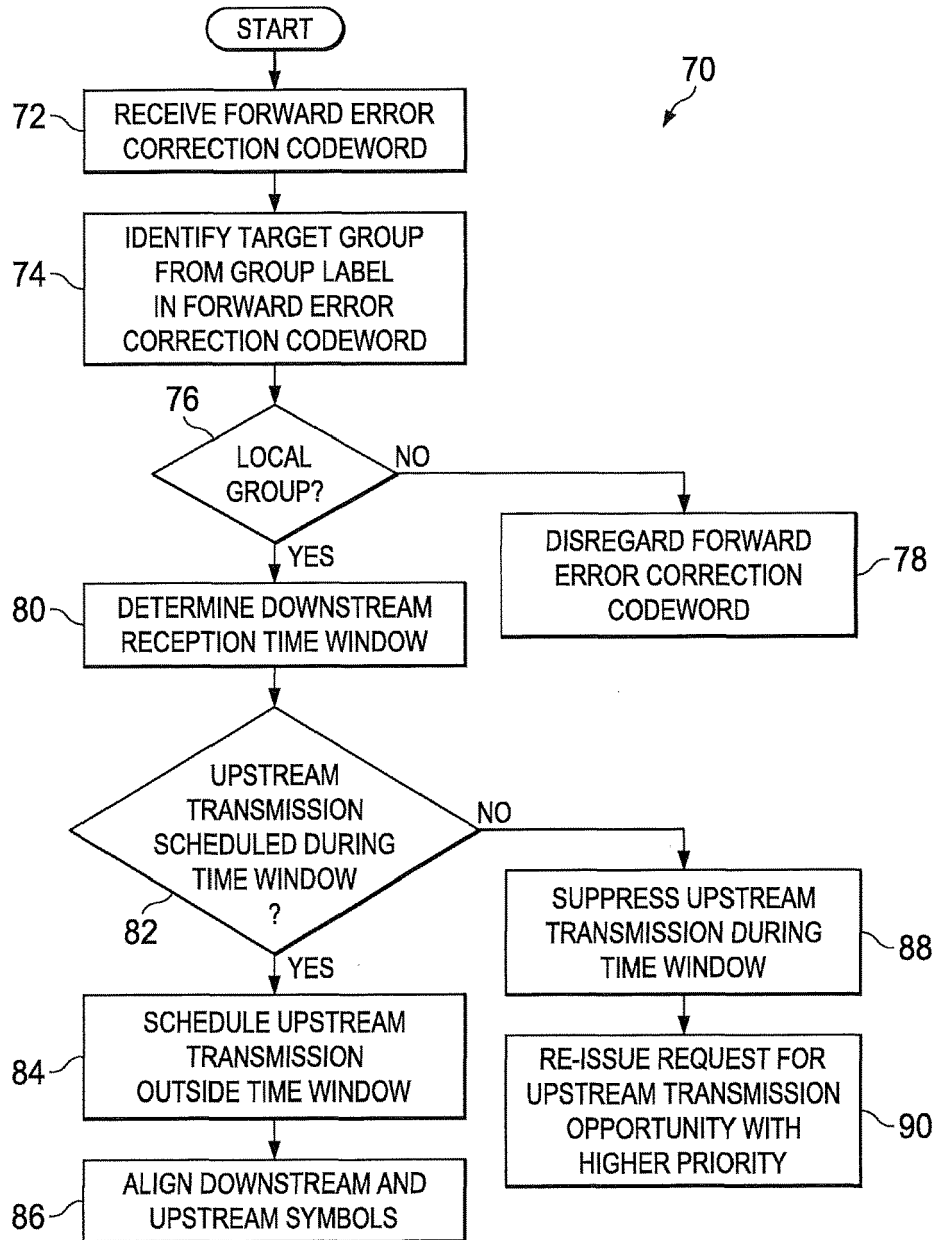 START
70
72
RECEIVE FORWARD ERROR
CORRECTION CODEWORD
74
IDENTIFY TARGET GROUP
FROM GROUP LABEL
IN FORWARD ERROR
CORRECTION CODEWORD
76
LOCAL
GROUP?
NO
YES
DISREGARD FORWARD
ERROR CORRECTION
CODEWORD
78
80
DETERMINE DOWNSTREAM
RECEPTION TIME WINDOW
UPSTREAM
TRANSMISSION
SCHEDULED DURING
TIME WINDOW
?
82
NO
YES
SUPPRESS UPSTREAM
TRANSMISSION DURING
TIME WINDOW
88
84
SCHEDULE UPSTREAM
TRANSMISSION
OUTSIDE TIME WINDOW
RE-ISSUE REQUEST FOR
UPSTREAM TRANSMISSION
OPPORTUNITY WITH
HIGHER PRIORITY
90
86
ALIGN DOWNSTREAM AND
UPSTREAM SYMBOLS